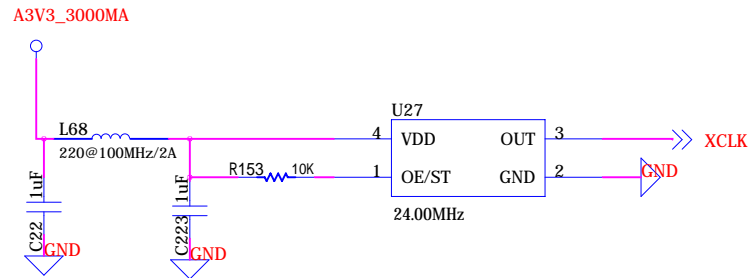 A3V3_3000MA
U27
L68
4 VDD OUT 3
XCLK
220@100MHz/2A
R153 10K
1 OE/ST GND 2
GND
1uF
1uF
24.00MHz
C22
C223
GND
GND